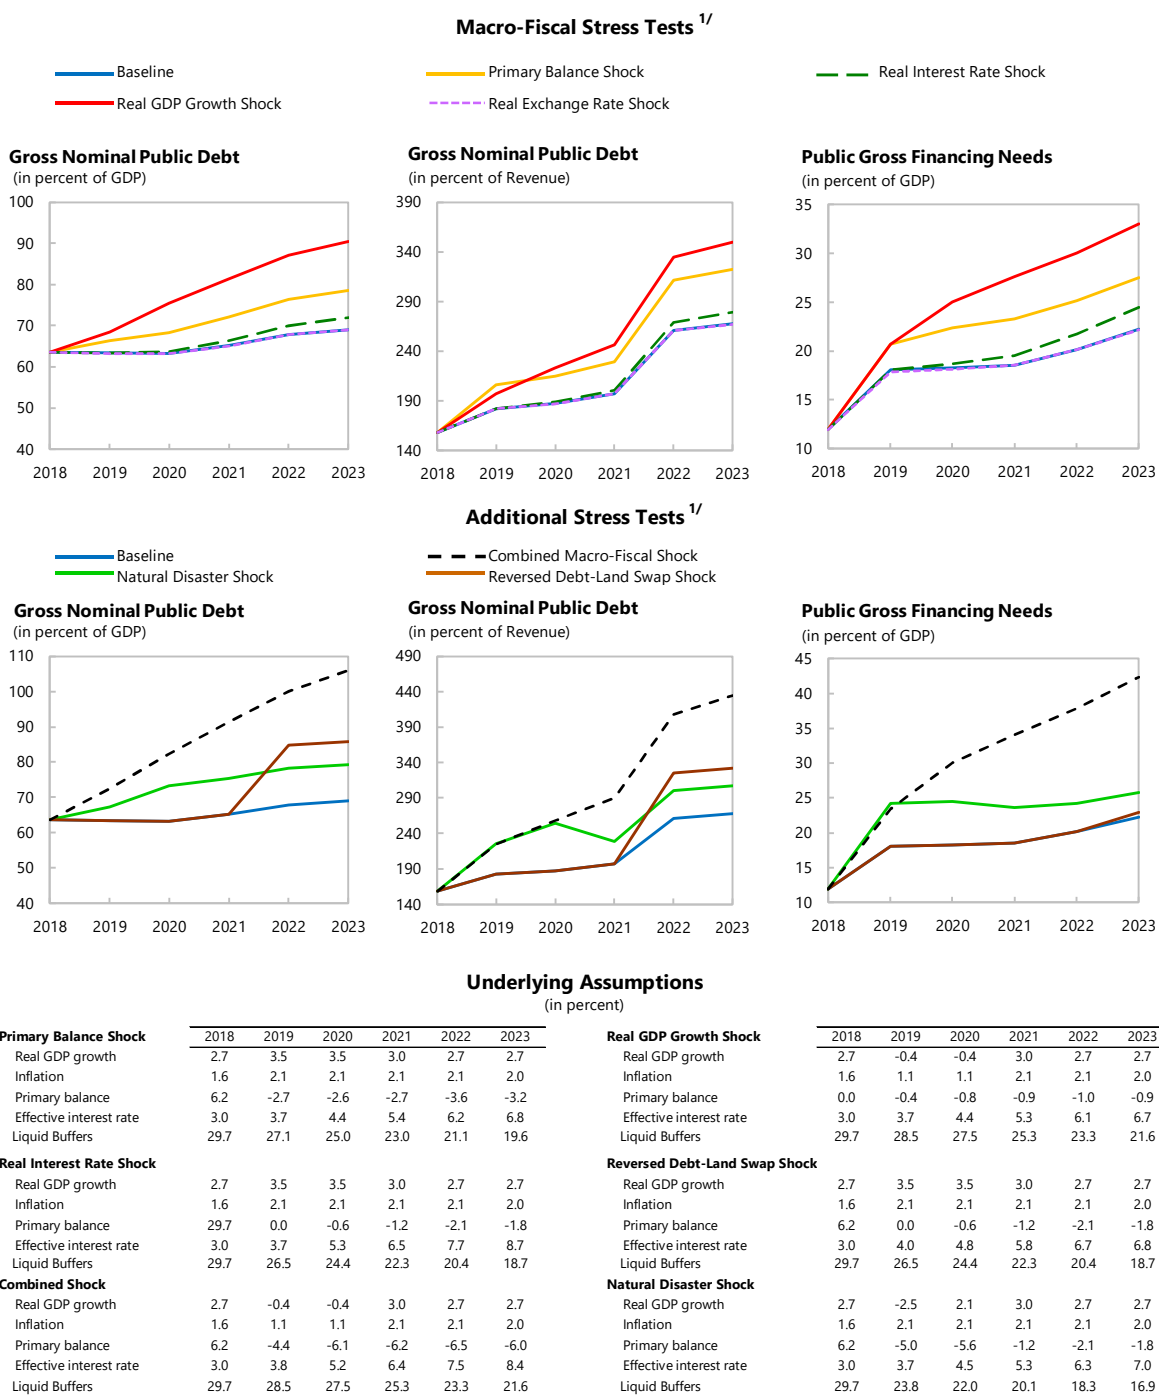 Macro-Fiscal Stress Tests 1/
Baseline
Primary Balance Shock
Real Interest Rate Shock
Real GDP Growth Shock
Real Exchange Rate Shock
Gross Nominal Public Debt
(in percent of GDP)
100
90
80
70
60
50
40
2018 2019 2020 2021 2022 2023
Gross Nominal Public Debt
(in percent of Revenue)
390
340
290
240
190
140
2018 2019 2020 2021 2022 2023
Public Gross Financing Needs
(in percent of GDP)
35
30
25
20
15
10
2018 2019 2020 2021 2022 2023
Additional Stress Tests 1/
Baseline
Combined Macro-Fiscal Shock
Natural Disaster Shock
Reversed Debt-Land Swap Shock
Gross Nominal Public Debt
(in percent of GDP)
110
100
90
80
70
60
50
40
2018 2019 2020 2021 2022 2023
Gross Nominal Public Debt
(in percent of Revenue)
490
440
390
340
290
240
190
140
2018 2019 2020 2021 2022 2023
Public Gross Financing Needs
(in percent of GDP)
45
40
35
30
25
20
15
10
2018 2019 2020 2021 2022 2023
Underlying Assumptions
(in percent)
Primary Balance Shock 2018 2019 2020 2021 2022 2023
Real GDP growth 2.7 3.5 3.5 3.0 2.7 2.7
Inflation 1.6 2.1 2.1 2.1 2.1 2.0
Primary balance 6.2 -2.7 -2.6 -2.7 -3.6 -3.2
Effective interest rate 3.0 3.7 4.4 5.4 6.2 6.8
Liquid Buffers 29.7 27.1 25.0 23.0 21.1 19.6
Real Interest Rate Shock
Real GDP growth 2.7 3.5 3.5 3.0 2.7 2.7
Inflation 1.6 2.1 2.1 2.1 2.1 2.0
Primary balance 29.7 0.0 -0.6 -1.2 -2.1 -1.8
Effective interest rate 3.0 3.7 5.3 6.5 7.7 8.7
Liquid Buffers 29.7 26.5 24.4 22.3 20.4 18.7
Combined Shock
Real GDP growth 2.7 -0.4 -0.4 3.0 2.7 2.7
Inflation 1.6 1.1 1.1 2.1 2.1 2.0
Primary balance 6.2 -4.4 -6.1 -6.2 -6.5 -6.0
Effective interest rate 3.0 3.8 5.2 6.4 7.5 8.4
Liquid Buffers 29.7 28.5 27.5 25.3 23.3 21.6
Real GDP Growth Shock 2018 2019 2020 2021 2022 2023
Real GDP growth 2.7 -0.4 -0.4 3.0 2.7 2.7
Inflation 1.6 1.1 1.1 2.1 2.1 2.0
Primary balance 0.0 -0.4 -0.8 -0.9 -1.0 -0.9
Effective interest rate 3.0 3.7 4.4 5.3 6.1 6.7
Liquid Buffers 29.7 28.5 27.5 25.3 23.3 21.6
Reversed Debt-Land Swap Shock
Real GDP growth 2.7 3.5 3.5 3.0 2.7 2.7
Inflation 1.6 2.1 2.1 2.1 2.1 2.0
Primary balance 6.2 0.0 -0.6 -1.2 -2.1 -1.8
Effective interest rate 3.0 4.0 4.8 5.8 6.7 6.8
Liquid Buffers 29.7 26.5 24.4 22.3 20.4 18.7
Natural Disaster Shock
Real GDP growth 2.7 -2.5 2.1 3.0 2.7 2.7
Inflation 1.6 2.1 2.1 2.1 2.1 2.0
Primary balance 6.2 -5.0 -5.6 -1.2 -2.1 -1.8
Effective interest rate 3.0 3.7 4.5 5.3 6.3 7.0
Liquid Buffers 29.7 23.8 22.0 20.1 18.3 16.9